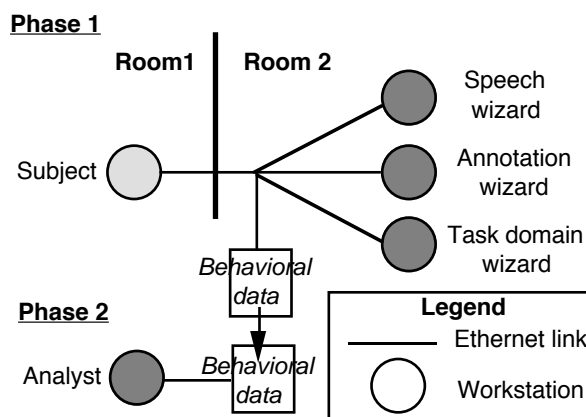 Phase 1
Room1
Room 2
Speech
wizard
Subject
Annotation
wizard
Task domain
wizard
Behavioral
data
Phase 2
Analyst
Behavioral
data
Legend
Ethernet link
Workstation